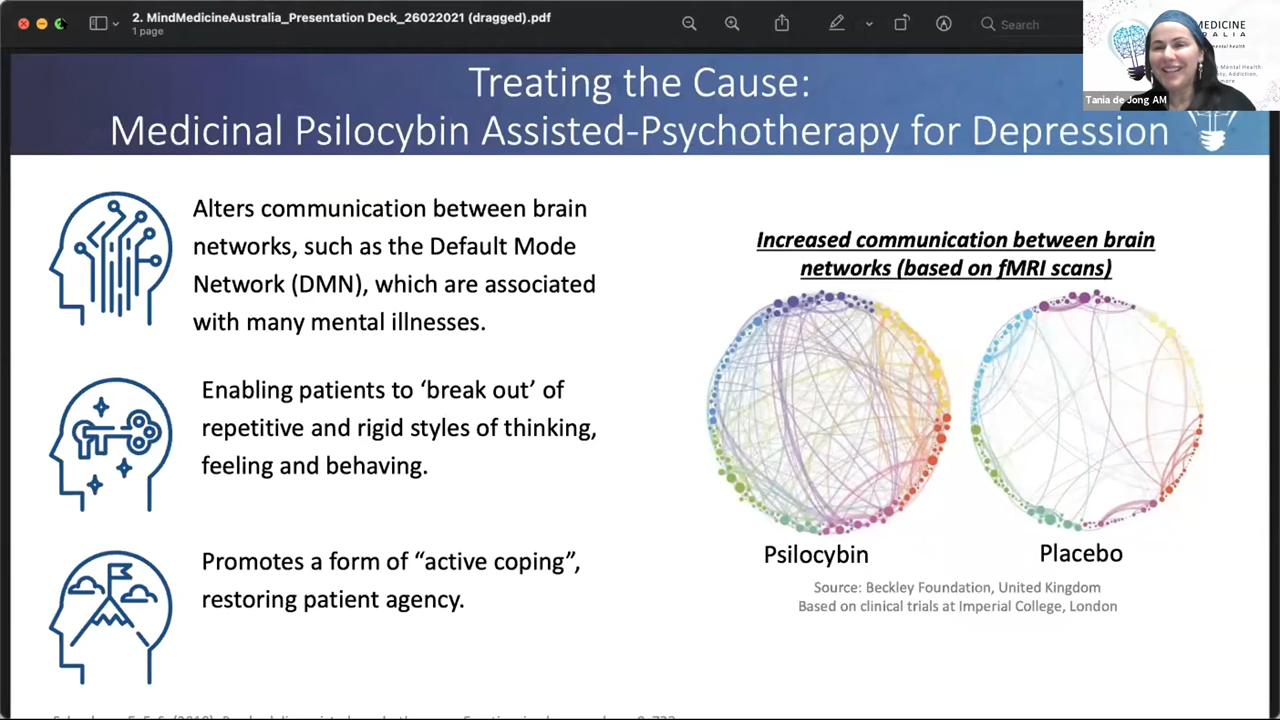 2. MindMedicineAustralia_Presentation Deck_26022021 (dragged).pdf
1 page
Search
MEDICINE
Tania de Jong AM
Treating the Cause:
Medicinal Psilocybin Assisted-Psychotherapy for Depression
Alters communication between brain
networks, such as the Default Mode
Network (DMN), which are associated
with many mental illnesses.
Enabling patients to ‘break out’ of
repetitive and rigid styles of thinking,
feeling and behaving.
Promotes a form of “active coping”,
restoring patient agency.
Increased communication between brain
networks (based on fMRI scans)
Psilocybin
Placebo
Source: Beckley Foundation, United Kingdom
Based on clinical trials at Imperial College, London